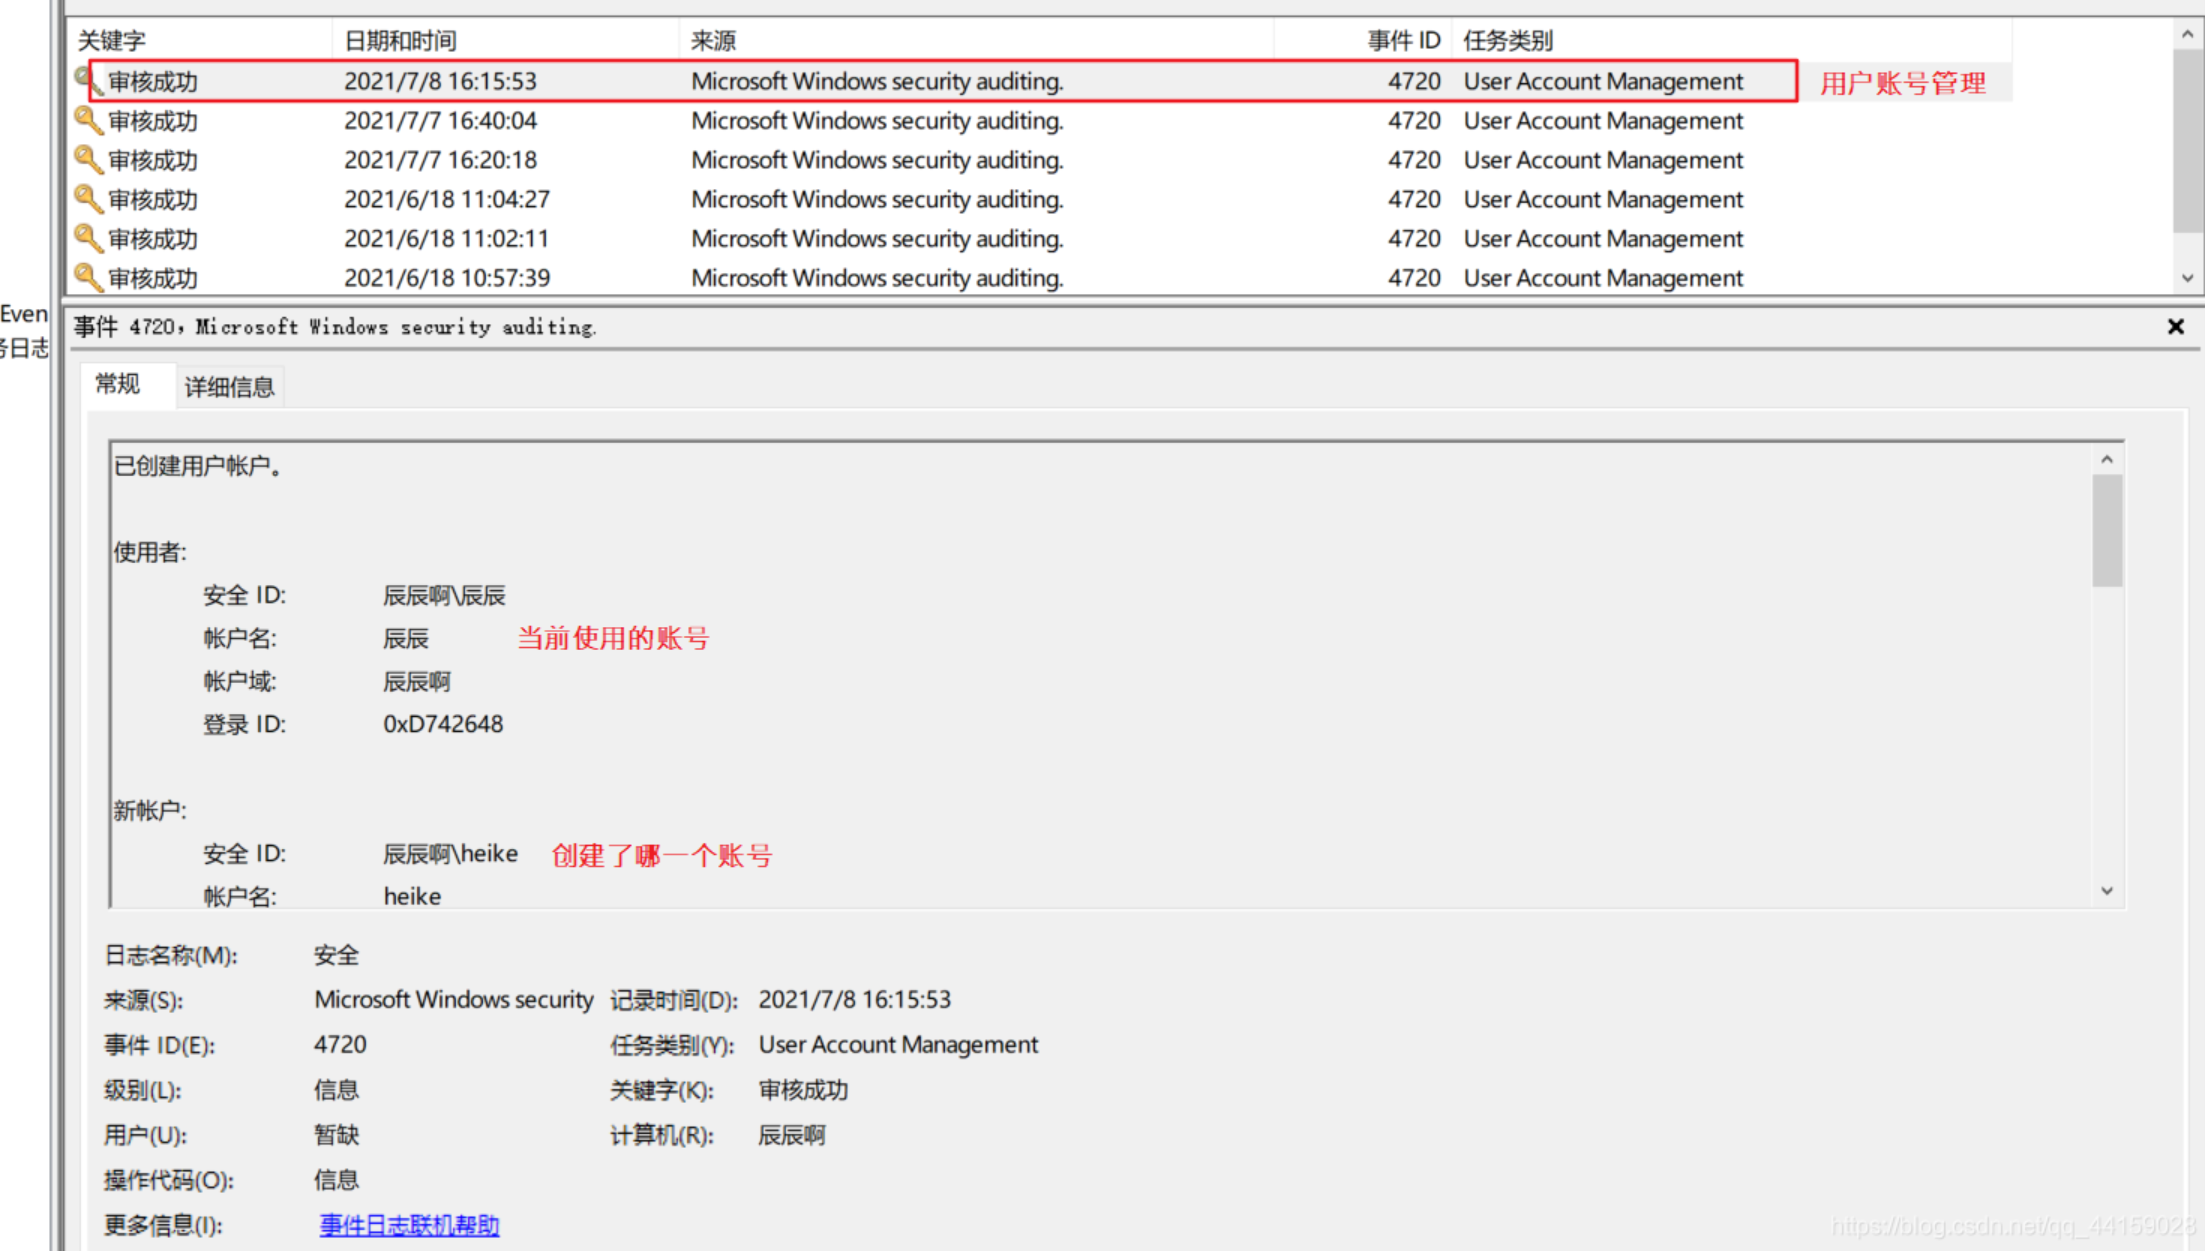 关键字 日期和时间 来源 事件 ID 任务类别
审核成功 2021/7/8 16:15:53 Microsoft Windows security auditing. 4720 User Account Management 用户账号管理
审核成功 2021/7/7 16:40:04 Microsoft Windows security auditing. 4720 User Account Management
审核成功 2021/7/7 16:20:18 Microsoft Windows security auditing. 4720 User Account Management
审核成功 2021/6/18 11:04:27 Microsoft Windows security auditing. 4720 User Account Management
审核成功 2021/6/18 11:02:11 Microsoft Windows security auditing. 4720 User Account Management
审核成功 2021/6/18 10:57:39 Microsoft Windows security auditing. 4720 User Account Management
Even
务日志
事件 4720，Microsoft Windows security auditing.
常规 详细信息
已创建用户帐户。
使用者:
安全 ID: 辰辰啊\辰辰
帐户名: 辰辰 当前使用的账号
帐户域: 辰辰啊
登录 ID: 0xD742648
新帐户:
安全 ID: 辰辰啊\heike 创建了哪一个账号
帐户名: heike
日志名称(M): 安全
来源(S): Microsoft Windows security 记录时间(D): 2021/7/8 16:15:53
事件 ID(E): 4720 任务类别(Y): User Account Management
级别(L): 信息 关键字(K): 审核成功
用户(U): 暂缺 计算机(R): 辰辰啊
操作代码(O): 信息
更多信息(I): 事件日志联机帮助
https://blog.csdn.net/qq_44159028